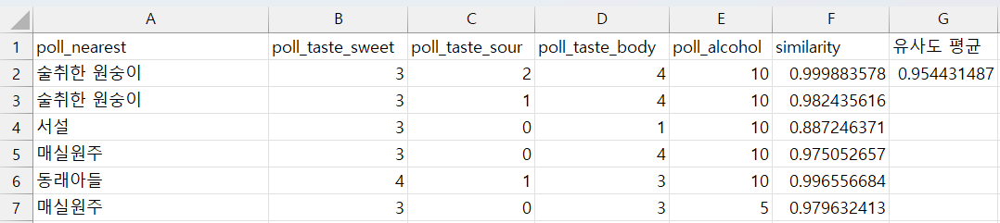 A B C D E F G
1 poll_nearest poll_taste_sweet poll_taste_sour poll_taste_body poll_alcohol similarity 유사도 평균
2 술취한 원숭이 3 2 4 10 0.999883578 0.954431487
3 술취한 원숭이 3 1 4 10 0.982435616
4 서설 3 0 1 10 0.887246371
5 매실원주 3 0 4 10 0.975052657
6 동래아들 4 1 3 10 0.996556684
7 매실원주 3 0 3 5 0.979632413